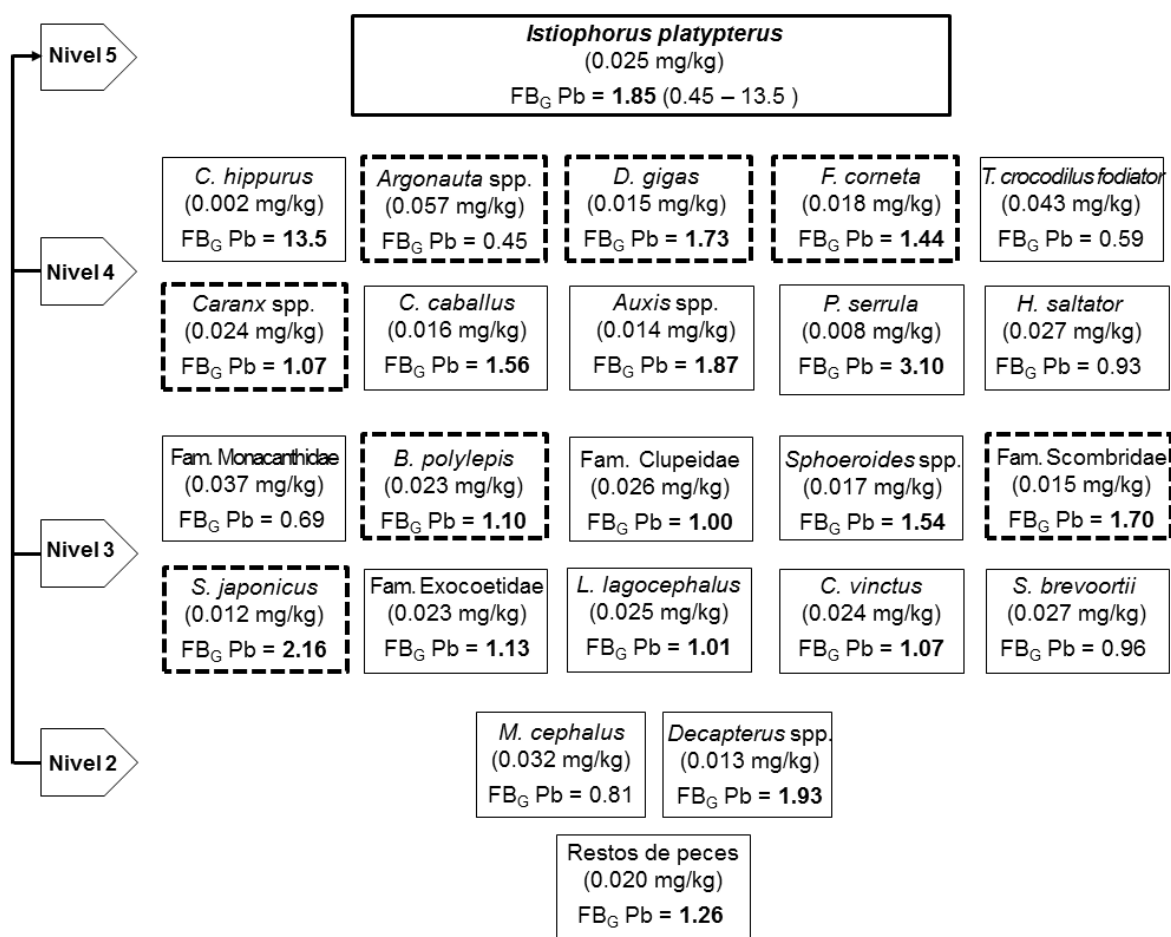 Nivel 5
Istiophorus platypterus
(0.025 mg/kg)
FBG Pb = 1.85 (0.45 – 13.5 )
Nivel 4
C. hippurus
(0.002 mg/kg)
FBG Pb = 13.5
Argonauta spp.
(0.057 mg/kg)
FBG Pb = 0.45
D. gigas
(0.015 mg/kg)
FBG Pb = 1.73
F. corneta
(0.018 mg/kg)
FBG Pb = 1.44
T. crocodilus fodiator
(0.043 mg/kg)
FBG Pb = 0.59
Caranx spp.
(0.024 mg/kg)
FBG Pb = 1.07
C. caballus
(0.016 mg/kg)
FBG Pb = 1.56
Auxis spp.
(0.014 mg/kg)
FBG Pb = 1.87
P. serrula
(0.008 mg/kg)
FBG Pb = 3.10
H. saltator
(0.027 mg/kg)
FBG Pb = 0.93
Nivel 3
Fam. Monacanthidae
(0.037 mg/kg)
FBG Pb = 0.69
B. polylepis
(0.023 mg/kg)
FBG Pb = 1.10
Fam. Clupeidae
(0.026 mg/kg)
FBG Pb = 1.00
Sphoeroides spp.
(0.017 mg/kg)
FBG Pb = 1.54
Fam. Scombridae
(0.015 mg/kg)
FBG Pb = 1.70
S. japonicus
(0.012 mg/kg)
FBG Pb = 2.16
Fam. Exocoetidae
(0.023 mg/kg)
FBG Pb = 1.13
L. lagocephalus
(0.025 mg/kg)
FBG Pb = 1.01
C. vinctus
(0.024 mg/kg)
FBG Pb = 1.07
S. brevoortii
(0.027 mg/kg)
FBG Pb = 0.96
Nivel 2
M. cephalus
(0.032 mg/kg)
FBG Pb = 0.81
Decapterus spp.
(0.013 mg/kg)
FBG Pb = 1.93
Restos de peces
(0.020 mg/kg)
FBG Pb = 1.26